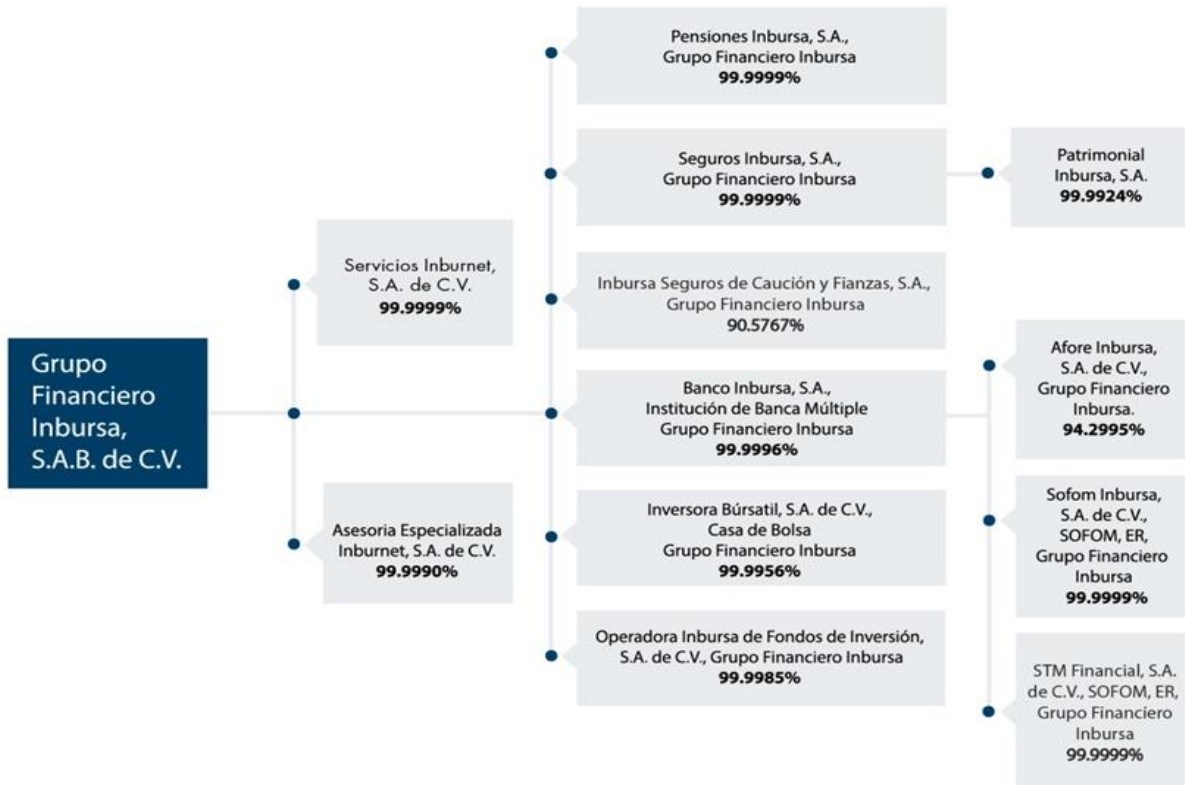 Grupo
Financiero
Inbursa,
S.A.B. de C.V.
Servicios Inburnet,
S.A. de C.V.
99.9999%
Asesoria Especializada
Inburnet, S.A. de C.V.
99.9990%
Pensiones Inbursa, S.A.,
Grupo Financiero Inbursa
99.9999%
Seguros Inbursa, S.A.,
Grupo Financiero Inbursa
99.9999%
Patrimonial
Inbursa, S.A.
99.9924%
Inbursa Seguros de Caución y Fianzas, S.A.,
Grupo Financiero Inbursa
90.5767%
Banco Inbursa, S.A.,
Institución de Banca Múltiple
Grupo Financiero Inbursa
99.9996%
Afore Inbursa,
S.A. de C.V.,
Grupo Financiero
Inbursa.
94.2995%
Sofom Inbursa,
S.A. de C.V.,
SOFOM, ER,
Grupo Financiero
Inbursa
99.9999%
STM Financial, S.A.
de C.V., SOFOM, ER,
Grupo Financiero
Inbursa
99.9999%
Inversora Búrsatil, S.A. de C.V.,
Casa de Bolsa
Grupo Financiero Inbursa
99.9956%
Operadora Inbursa de Fondos de Inversión,
S.A. de C.V., Grupo Financiero Inbursa
99.9985%